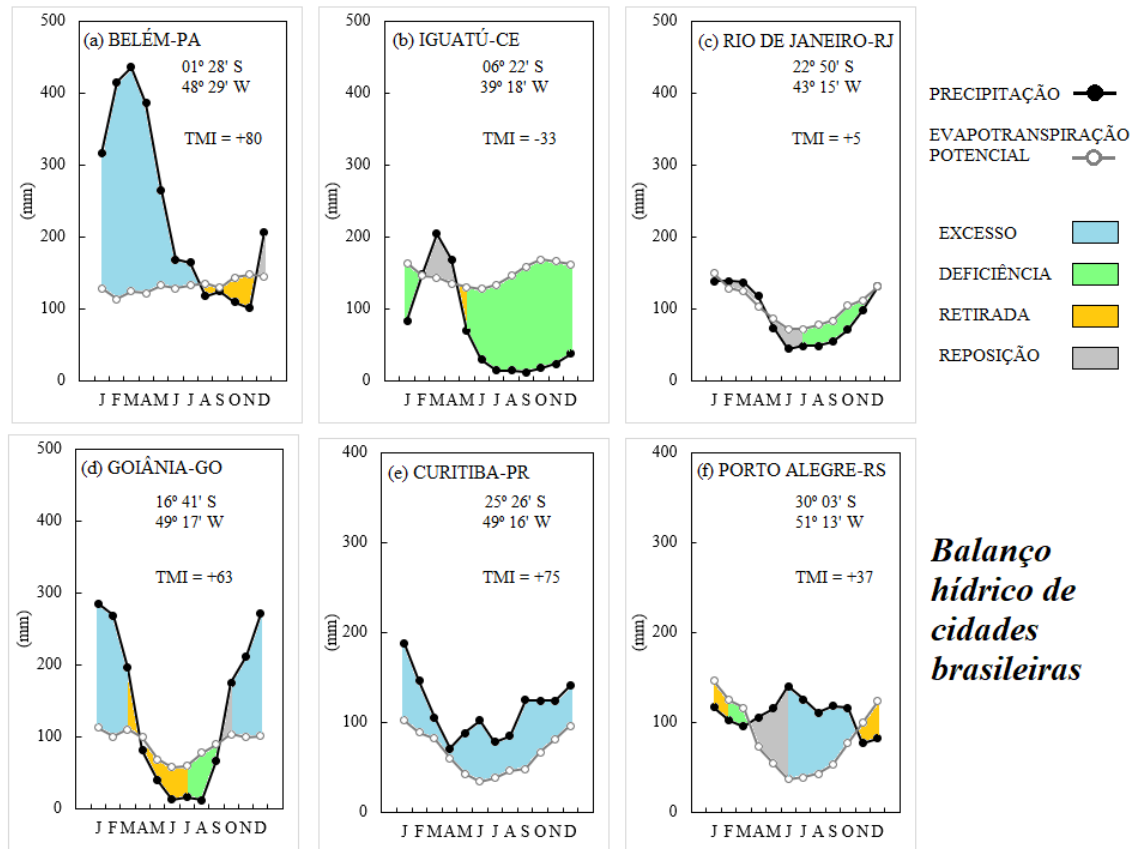 (a) BELÉM-PA
01º 28' S
48º 29' W
TMI = +80
500
400
300
200
100
0
(mm)
J F M A M J J A S O N D
(b) IGUATÚ-CE
06º 22' S
39º 18' W
TMI = -33
500
400
300
200
100
0
(mm)
J F M A M J J A S O N D
(c) RIO DE JANEIRO-RJ
22º 50' S
43º 15' W
TMI = +5
500
400
300
200
100
0
(mm)
J F M A M J J A S O N D
PRECIPITAÇÃO
EVAPOTRANSPIRAÇÃO
POTENCIAL
EXCESSO
DEFICIÊNCIA
RETIRADA
REPOSIÇÃO
(d) GOIÂNIA-GO
16º 41' S
49º 17' W
TMI = +63
500
400
300
200
100
0
(mm)
J F M A M J J A S O N D
(e) CURITIBA-PR
25º 26' S
49º 16' W
TMI = +75
400
300
200
100
0
(mm)
J F M A M J J A S O N D
(f) PORTO ALEGRE-RS
30º 03' S
51º 13' W
TMI = +37
400
300
200
100
0
(mm)
J F M A M J J A S O N D
Balanço
hídrico de
cidades
brasileiras